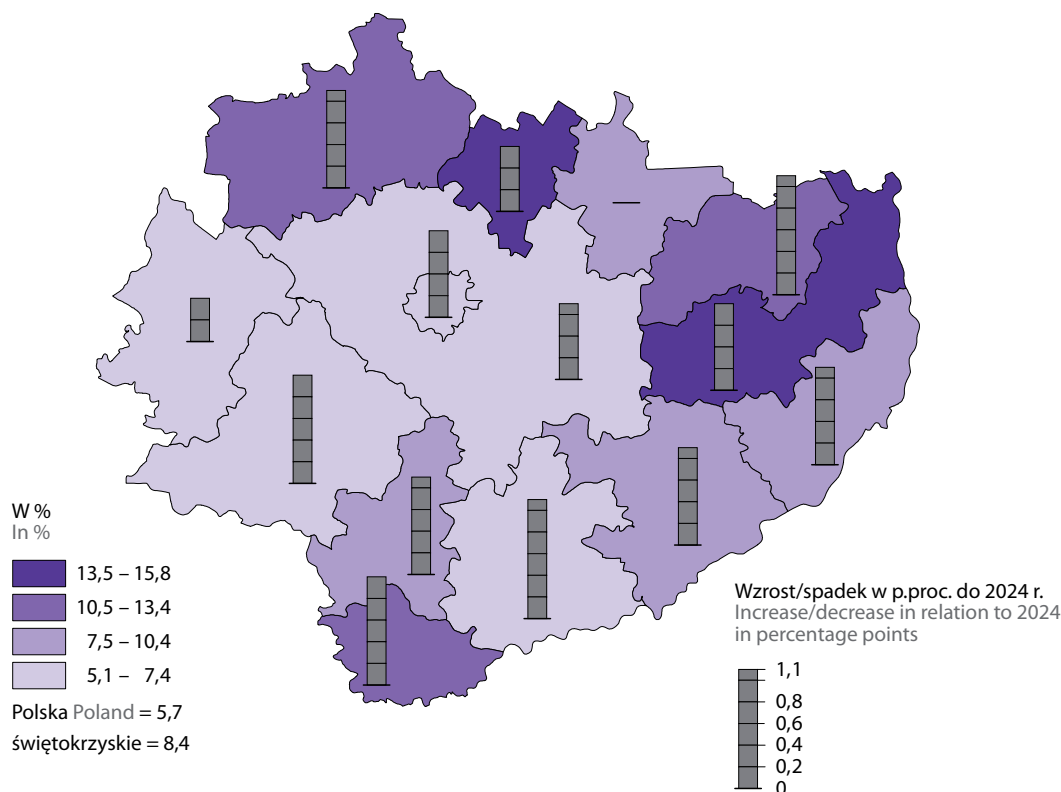 W %
In %
13,5 – 15,8
10,5 – 13,4
7,5 – 10,4
5,1 – 7,4
Polska Poland = 5,7
świętokrzyskie = 8,4
Wzrost/spadek w p.proc. do 2024 r.
Increase/decrease in relation to 2024
in percentage points
1,1
0,8
0,6
0,4
0,2
0